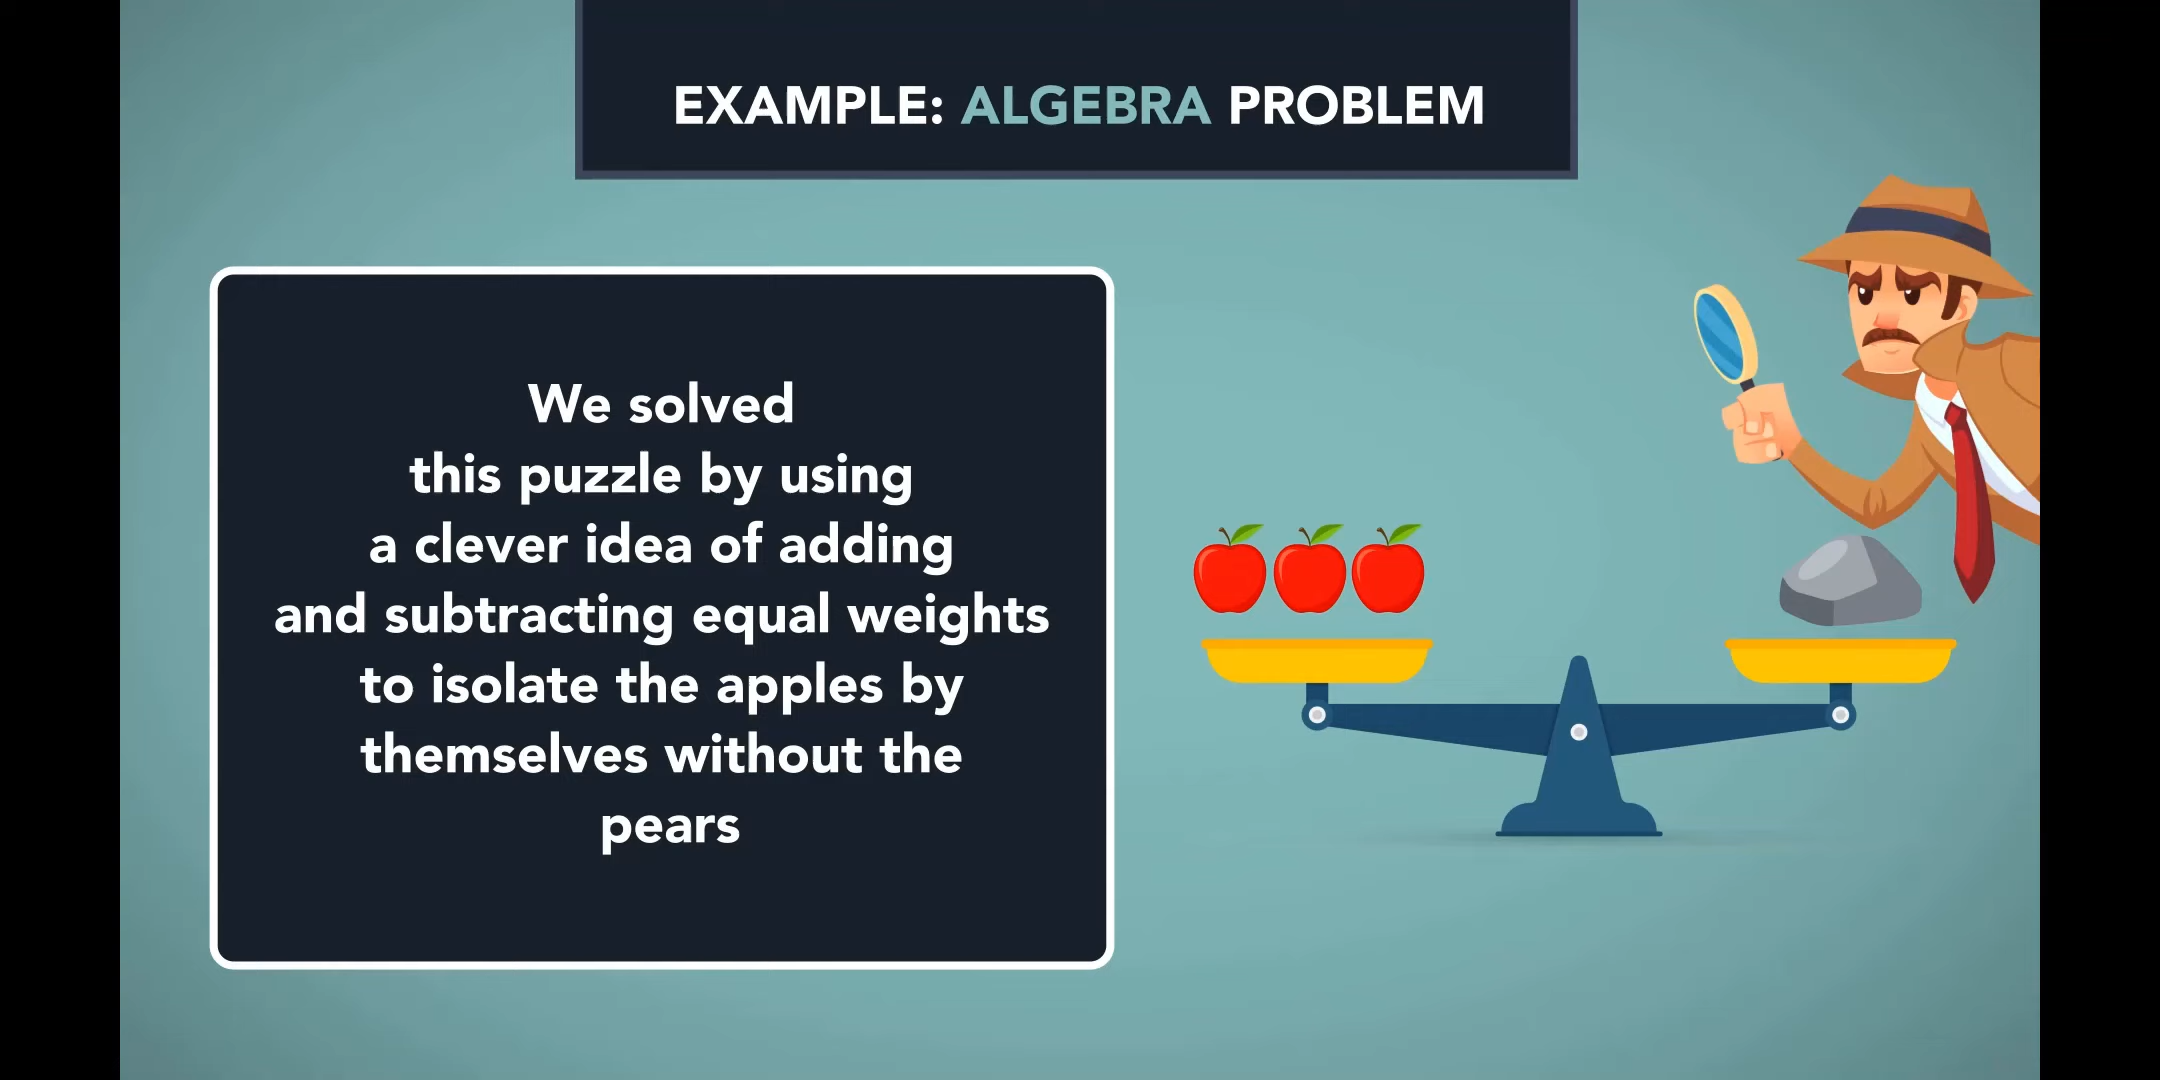 EXAMPLE: ALGEBRA PROBLEM
We solved
this puzzle by using
a clever idea of adding
and subtracting equal weights
to isolate the apples by
themselves without the
pears